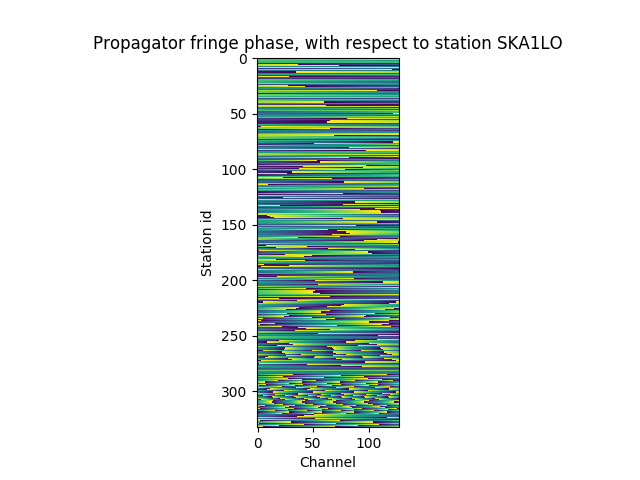 Propagator fringe phase, with respect to station SKA1LO
0
50
100
150
200
250
300
Station id
0 50 100
Channel